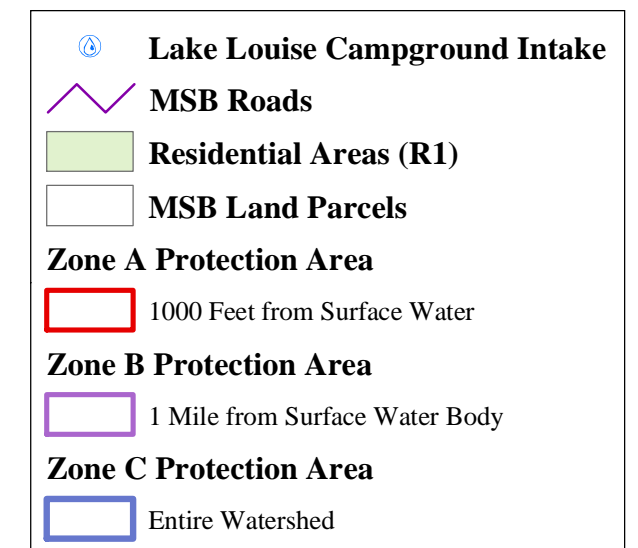 Lake Louise Campground Intake
MSB Roads
Residential Areas (R1)
MSB Land Parcels
Zone A Protection Area
1000 Feet from Surface Water
Zone B Protection Area
1 Mile from Surface Water Body
Zone C Protection Area
Entire Watershed